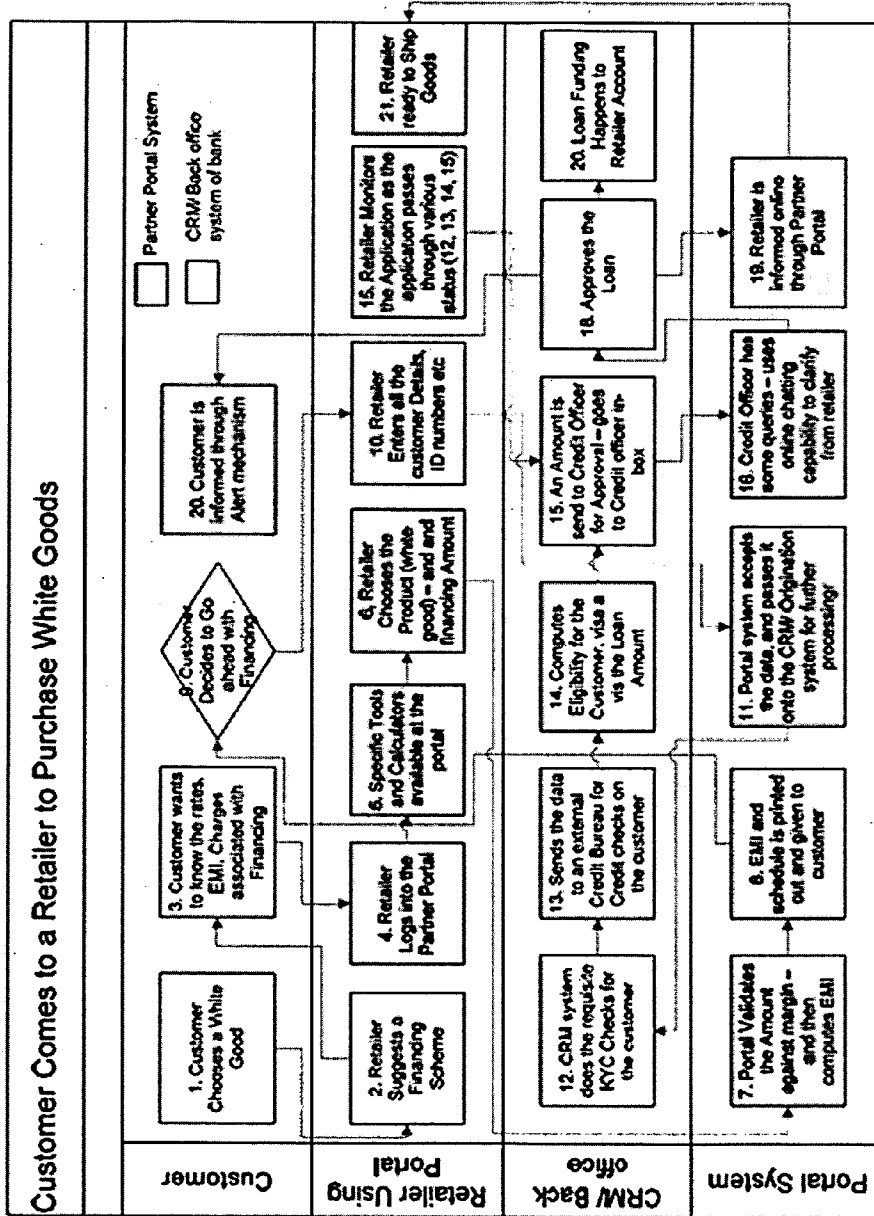 Customer Comes to a Retailer to Purchase White Goods
Partner Portal System
CRM/ Back office
system of bank
Customer
1. Customer
Chooses a White
Good
3. Customer wants
to know the rates,
EMI, Charges
associated with
Financing
9. Customer
Decides to Go
ahead with
Financing
20. Customer is
informed through
Alert mechanism
Retailer Using
Portal
2. Retailer
Suggests a
Financing
Scheme
4. Retailer
Logs into the
Partner Portal
5. Specific Tools
and Calculators
available at the
portal
6. Retailer
Chooses the
Product (white
good) – and and
financing Amount
10. Retailer
Enters all the
customer Details,
ID numbers etc
15. Retailer Monitors
the Application as the
application passes
through various
status (12, 13, 14, 15)
21. Retailer
ready to Ship
Goods
CRM/ Back
office
12. CRM system
does the requisite
KYC Checks for
the customer
13. Sends the data
to an external
Credit Bureau for
Credit checks on
the customer
14. Computes
Eligibility for the
Customer, visa a
vis the Loan
Amount
15. An Amount is
send to Credit Officer
for Approval – goes
to Credit officer in-
box
18. Approves the
Loan
20. Loan Funding
Happens to
Retailer Account
Portal System
7. Portal Validates
the Amount
against margin –
and then
computes EMI
8. EMI and
schedule is printed
out and given to
customer
11. Portal system accepts
the data, and passes it
onto the CRM/ Origination
system for further
processing/
16. Credit Officer has
some queries – uses
online chatting
capability to clarify
from retailer
19. Retailer is
informed online
through Partner
Portal